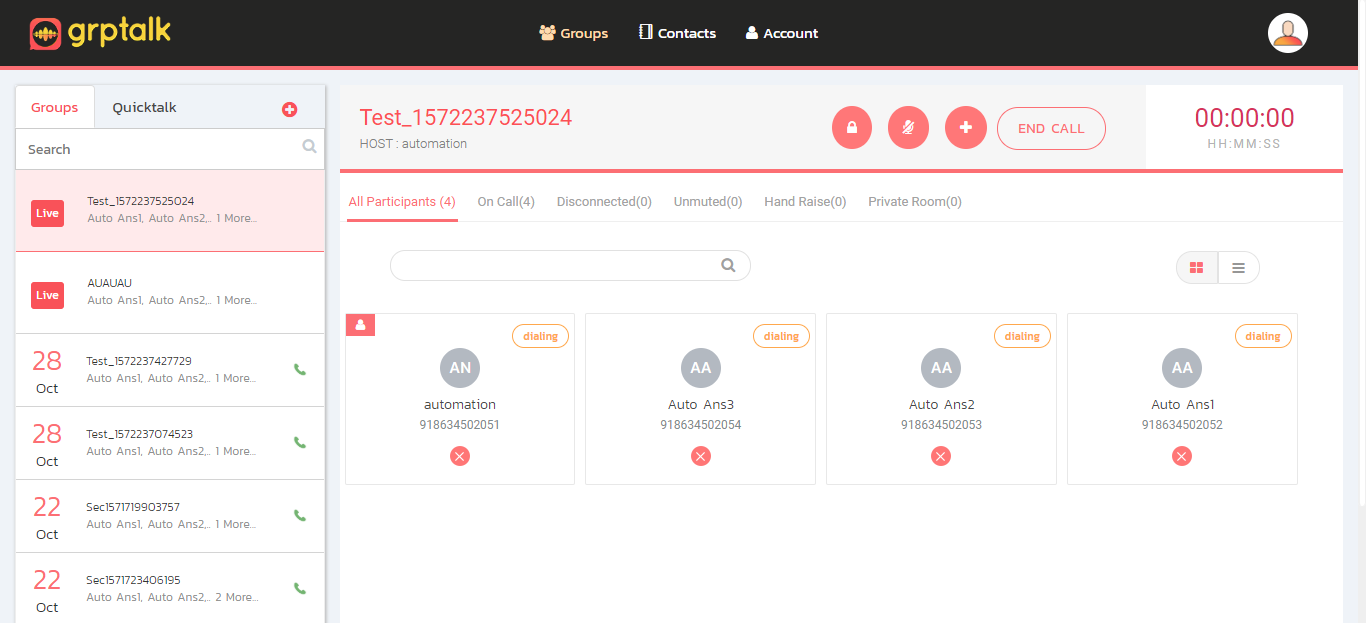 grptalk
Groups
Contacts
Account
Groups
Quicktalk
Search
Live
Test_1572237525024
Auto Ans1, Auto Ans2,.. 1 More...
Live
AUAUAU
Auto Ans1, Auto Ans2,.. 1 More...
28
Oct
Test_1572237427729
Auto Ans1, Auto Ans2,.. 1 More...
28
Oct
Test_1572237074523
Auto Ans1, Auto Ans2,.. 1 More...
22
Oct
Sec1571719903757
Auto Ans1, Auto Ans2,.. 1 More...
22
Oct
Sec1571723406195
Auto Ans1, Auto Ans2,.. 2 More...
Test_1572237525024
HOST : automation
END CALL
00:00:00
HH:MM:SS
All Participants (4)
On Call(4)
Disconnected(0)
Unmuted(0)
Hand Raise(0)
Private Room(0)
dialing
AN
automation
918634502051
dialing
AA
Auto Ans3
918634502054
dialing
AA
Auto Ans2
918634502053
dialing
AA
Auto Ans1
918634502052